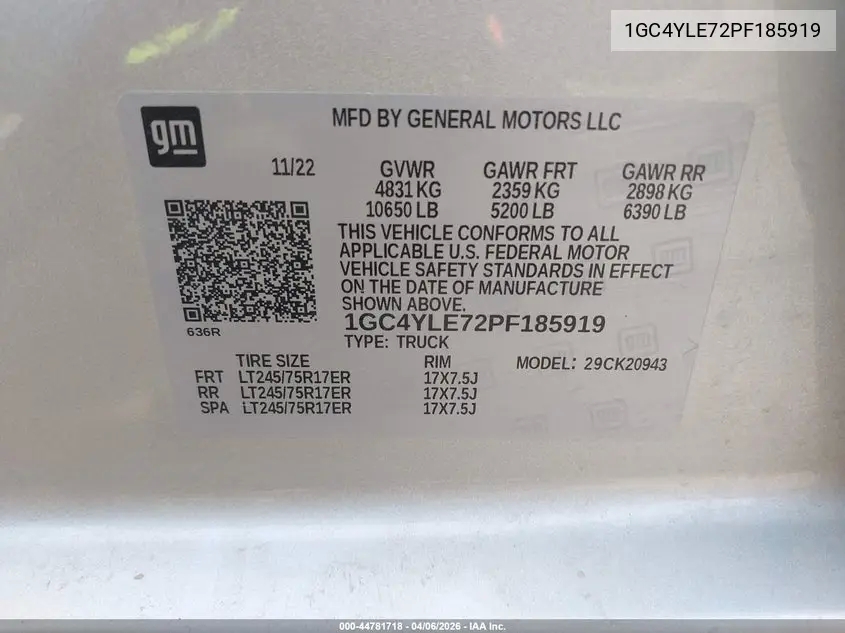 1GC4YLE72PF185919
gm
MFD BY GENERAL MOTORS LLC
11/22 GVWR GAWR FRT GAWR RR
4831 KG 2359 KG 2898 KG
10650 LB 5200 LB 6390 LB
THIS VEHICLE CONFORMS TO ALL
APPLICABLE U.S. FEDERAL MOTOR
VEHICLE SAFETY STANDARDS IN EFFECT
ON THE DATE OF MANUFACTURE
SHOWN ABOVE.
636R
1GC4YLE72PF185919
TYPE: TRUCK
TIRE SIZE RIM MODEL: 29CK20943
FRT LT245/75R17ER 17X7.5J
RR LT245/75R17ER 17X7.5J
SPA LT245/75R17ER 17X7.5J
000-44781718 - 04/06/2026 - IAA Inc.